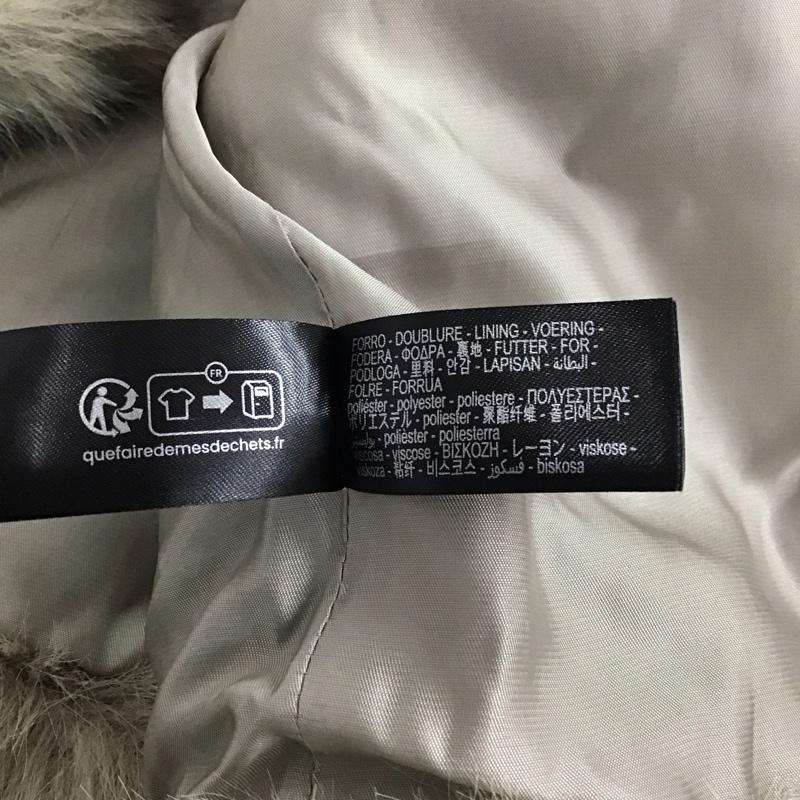 FR
quefairedemesdechets.fr
FORRO - DOUBLURE - LINING - VOERING -
FODERA - ΦΟΔΡΑ - 裏地 - FUTTER - FOR -
PODLOGA - 里料 - 안감 - LAPISAN - البطانة -
FOLRE - FORRUA
poliéster - polyester - poliestere - ΠΟΛΥΕΣΤΕΡΑΣ -
ポリエステル - poliester - 聚酯纤维 - 폴리에스터 -
- polièster - poliesterra
viscosa - viscose - ΒΙΣΚΟΖΗ - レーヨン - viskose -
wiskoza - 粘纤 - 비스코스 - فسكوز - biskosa